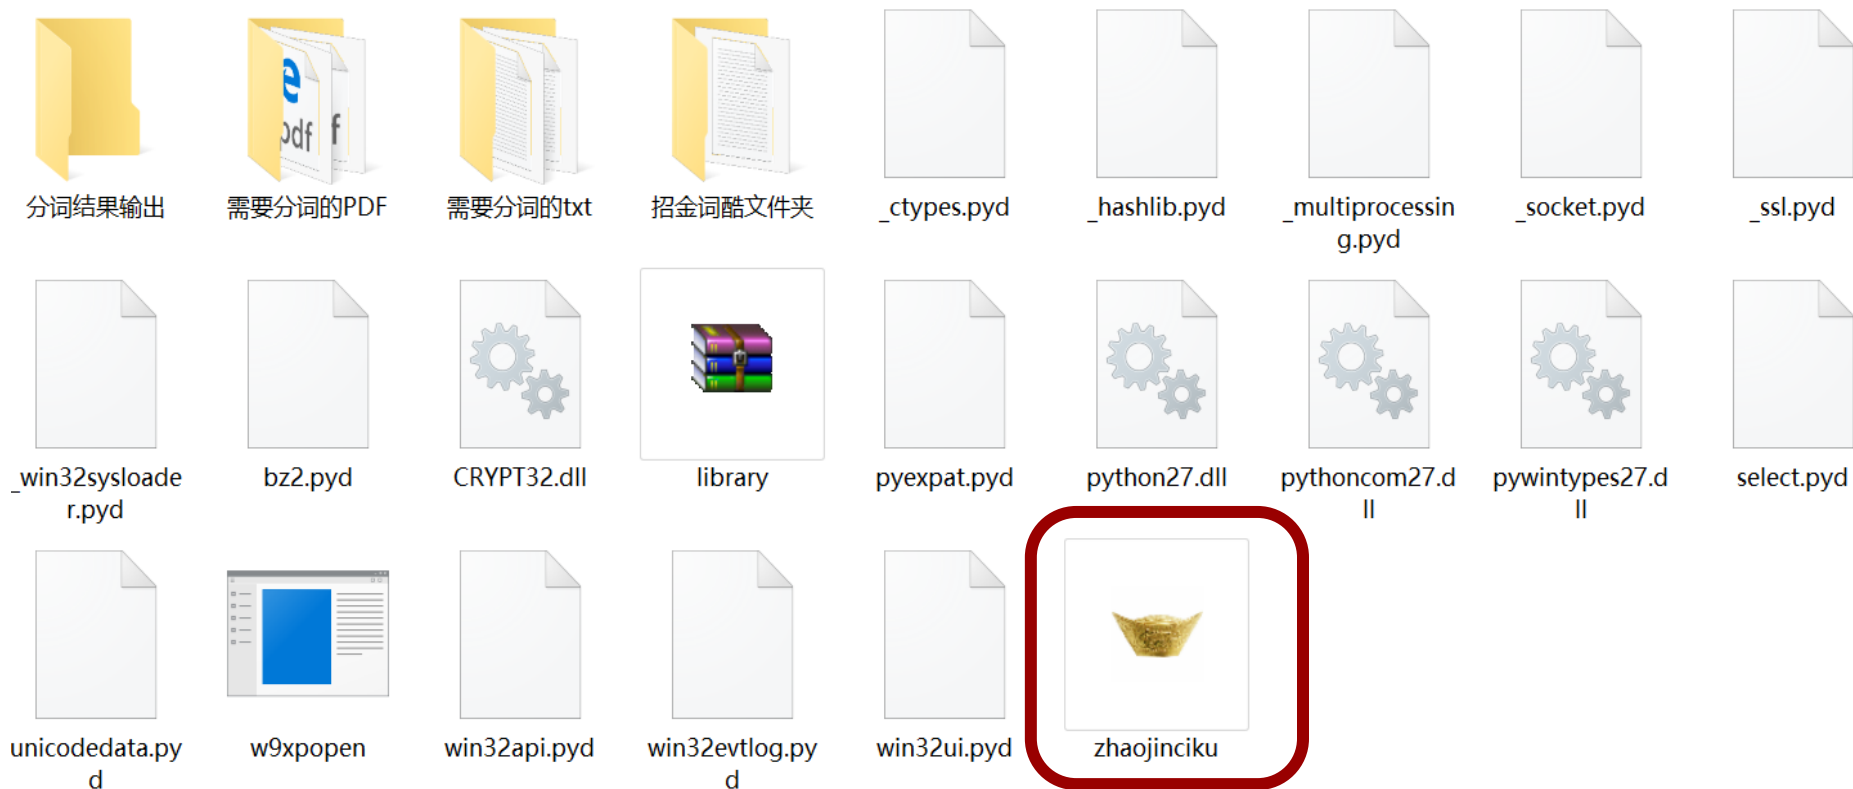 分词结果输出
需要分词的PDF
需要分词的txt
招金词酷文件夹
_ctypes.pyd
_hashlib.pyd
_multiprocessin
g.pyd
_socket.pyd
_ssl.pyd
_win32sysloade
r.pyd
bz2.pyd
CRYPT32.dll
library
pyexpat.pyd
python27.dll
pythoncom27.d
ll
pywintypes27.d
ll
select.pyd
unicodedata.py
d
w9xpopen
win32api.pyd
win32evtlog.py
d
win32ui.pyd
zhaojinciku